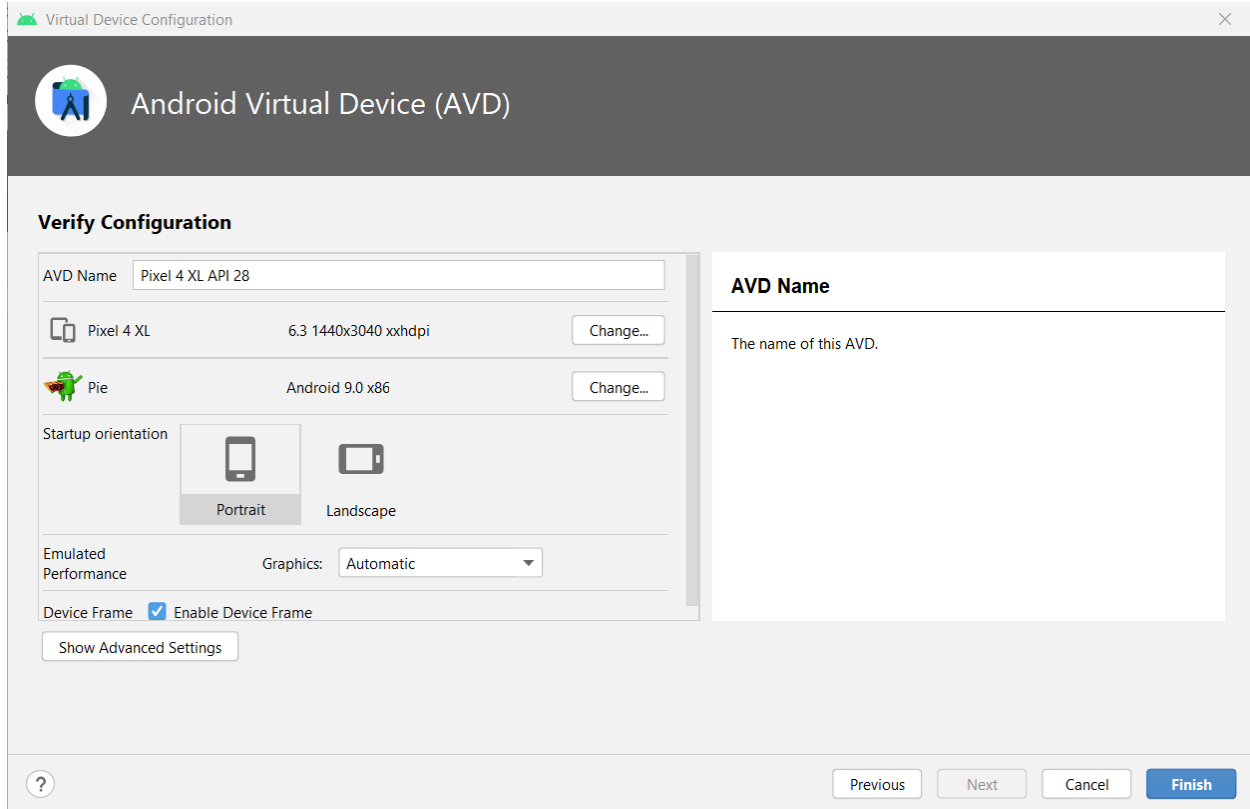 Virtual Device Configuration
Android Virtual Device (AVD)
Verify Configuration
AVD Name Pixel 4 XL API 28
Pixel 4 XL 6.3 1440x3040 xxhdpi Change...
Pie Android 9.0 x86 Change...
Startup orientation
Portrait Landscape
Emulated
Performance
Graphics: Automatic
Device Frame Enable Device Frame
Show Advanced Settings
AVD Name
The name of this AVD.
? Previous Next Cancel Finish